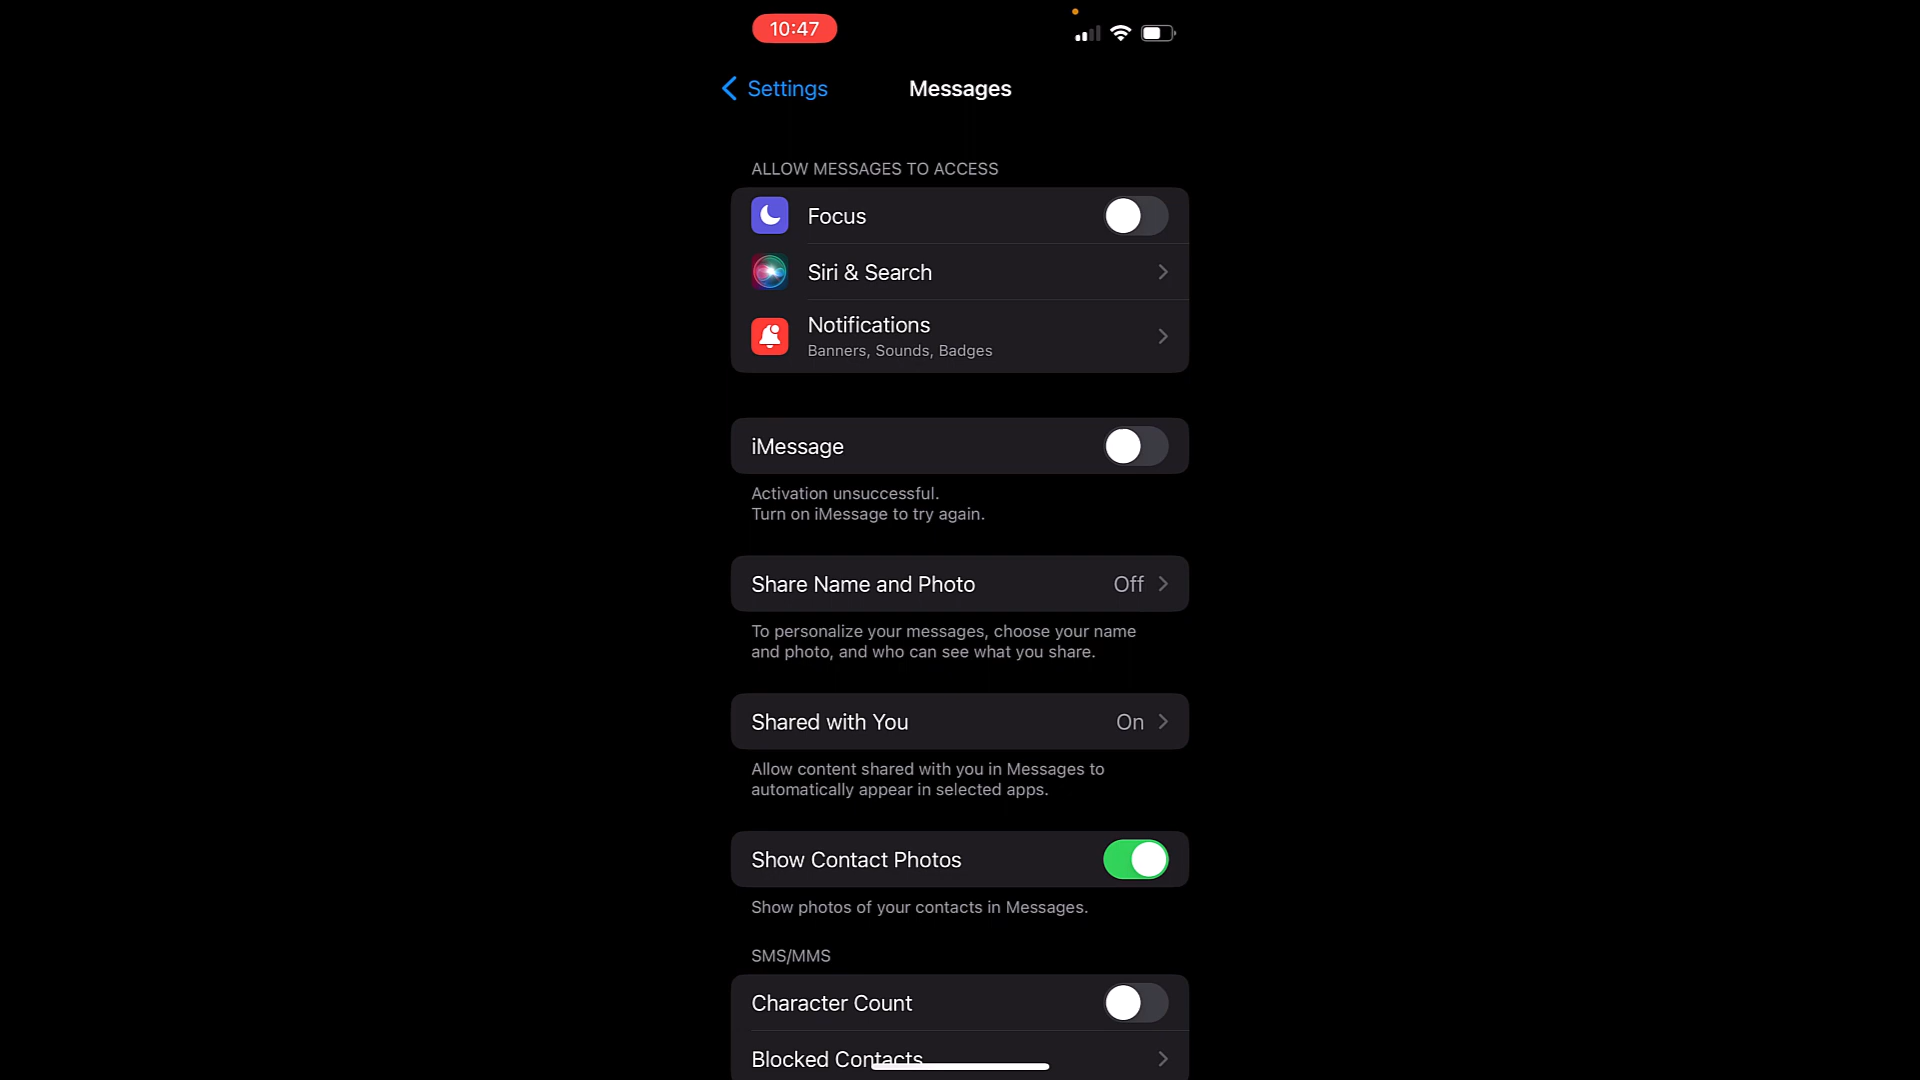 10:47
Settings
Messages
ALLOW MESSAGES TO ACCESS
Focus
Siri & Search
Notifications
Banners, Sounds, Badges
iMessage
Activation unsuccessful.
Turn on iMessage to try again.
Share Name and Photo Off
To personalize your messages, choose your name
and photo, and who can see what you share.
Shared with You On
Allow content shared with you in Messages to
automatically appear in selected apps.
Show Contact Photos
Show photos of your contacts in Messages.
SMS/MMS
Character Count
Blocked Contacts